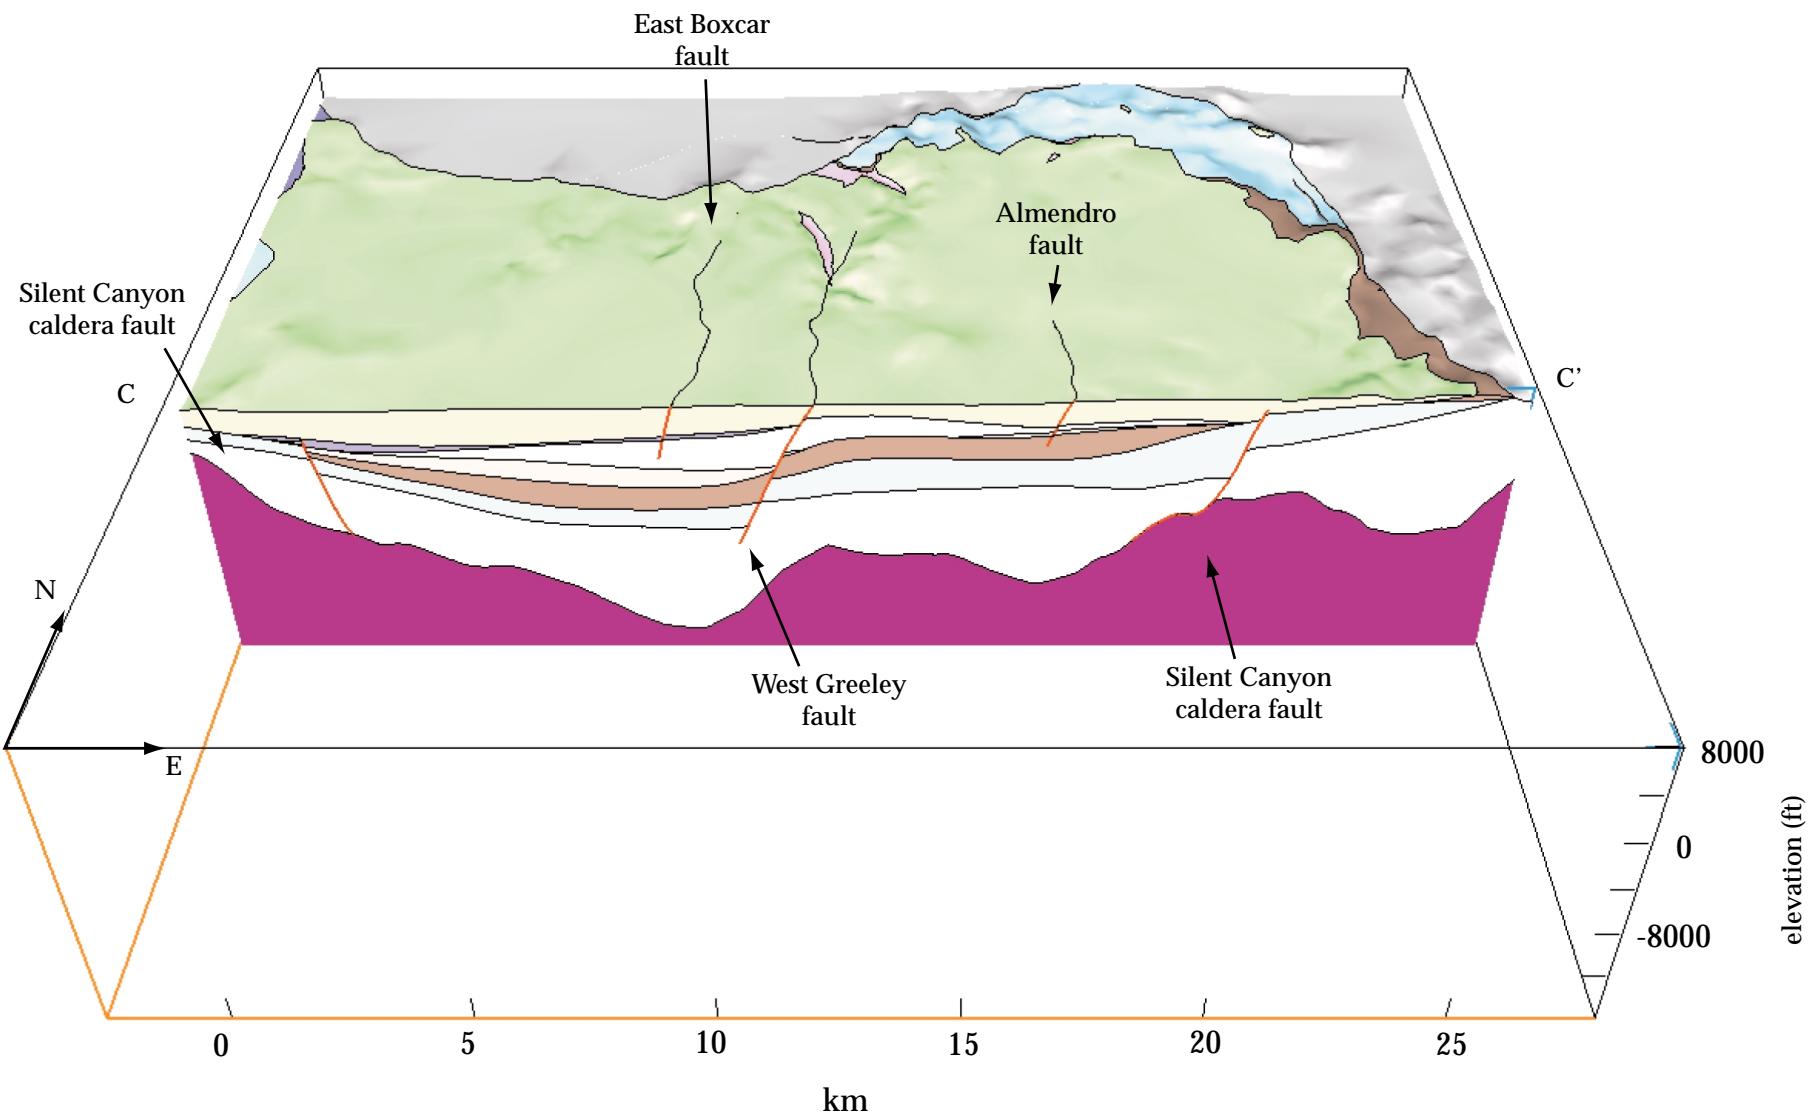 East Boxcar
fault
Almendro
fault
Silent Canyon
caldera fault
C
C’
N
West Greeley
fault
Silent Canyon
caldera fault
E
8000
0
-8000
elevation (ft)
0
5
10
15
20
25
km